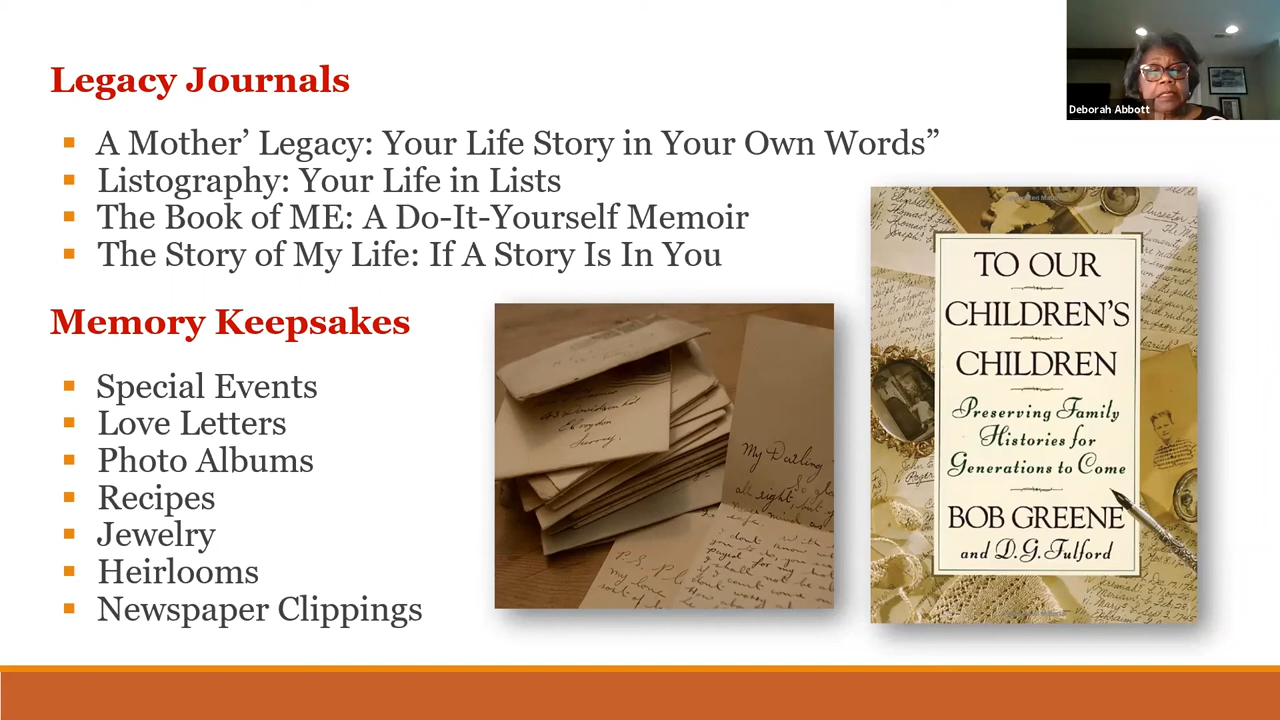 Legacy Journals
A Mother’ Legacy: Your Life Story in Your Own Words”
Listography: Your Life in Lists
The Book of ME: A Do-It-Yourself Memoir
The Story of My Life: If A Story Is In You
Memory Keepsakes
Special Events
Love Letters
Photo Albums
Recipes
Jewelry
Heirlooms
Newspaper Clippings
My Darling
all right, but
P.S.
TO OUR
CHILDREN'S
CHILDREN
Preserving Family
Histories for
Generations to Come
BOB GREENE
and D.G. Fulford
Deborah Abbott